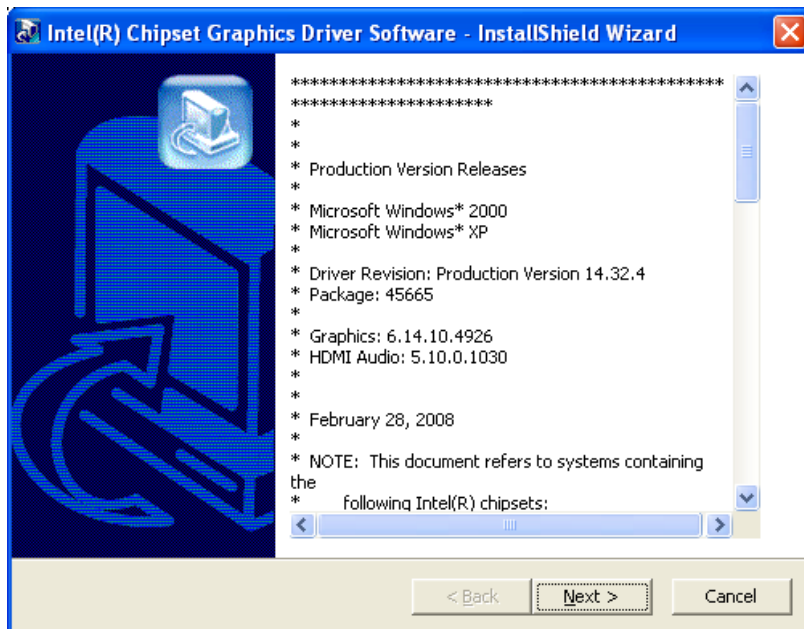 Intel(R) Chipset Graphics Driver Software - InstallShield Wizard
*********************************************
*********************
*
*
* Production Version Releases
*
* Microsoft Windows* 2000
* Microsoft Windows* XP
*
* Driver Revision: Production Version 14.32.4
* Package: 45665
*
* Graphics: 6.14.10.4926
* HDMI Audio: 5.10.0.1030
*
*
* February 28, 2008
*
* NOTE: This document refers to systems containing
the
* following Intel(R) chipsets:
< Back
Next >
Cancel